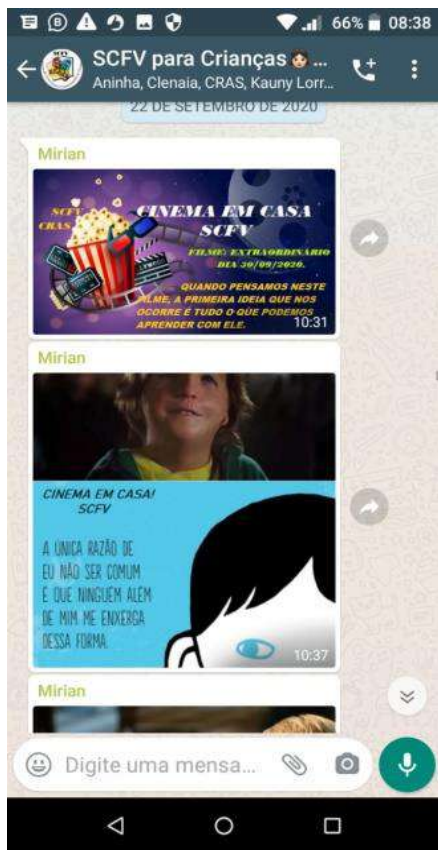 66% 08:38
SCFV para Crianças 👩🏻 ...
Aninha, Clenaia, CRAS, Kauny Lorr...
22 DE SETEMBRO DE 2020
Mirian
SCFV
CRAS
CINEMA EM CASA
SCFV
FILME: EXTRAORDINARIO
DIA 30/09/2020.
QUANDO PENSAMOS NESTE
FILME, A PRIMEIRA IDEIA QUE NOS
OCORRE É TUDO O QUE PODEMOS
APRENDER COM ELE.
10:31
Mirian
CINEMA EM CASA!
SCFV
A ÚNICA RAZÃO DE
EU NÃO SER COMUM
É QUE NINGUÉM ALÉM
DE MIM ME ENXERGA
DESSA FORMA.
10:37
Mirian
Digite uma mensa...